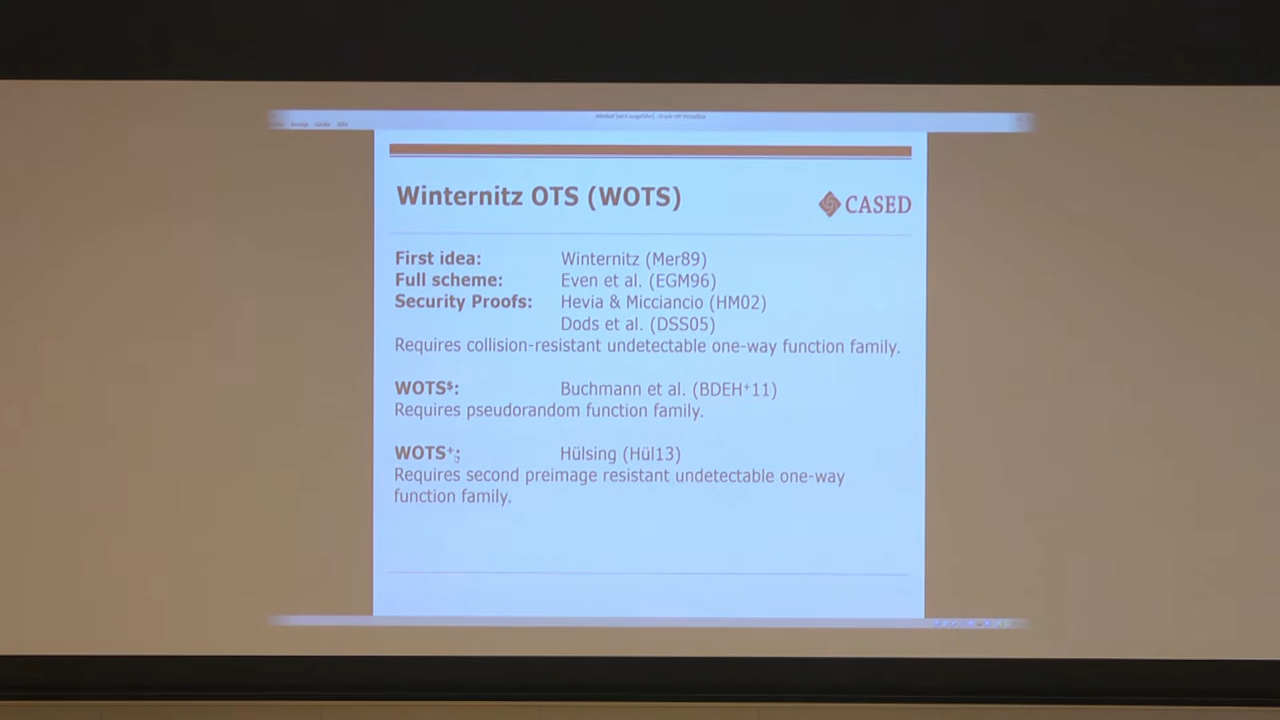 Winternitz OTS (WOTS)
CASED
First idea: Winternitz (Mer89)
Full scheme: Even et al. (EGM96)
Security Proofs: Hevia & Micciancio (HM02)
Dods et al. (DSS05)
Requires collision-resistant undetectable one-way function family.
WOTS$: Buchmann et al. (BDEH+11)
Requires pseudorandom function family.
WOTS+: Hülsing (Hül13)
Requires second preimage resistant undetectable one-way
function family.